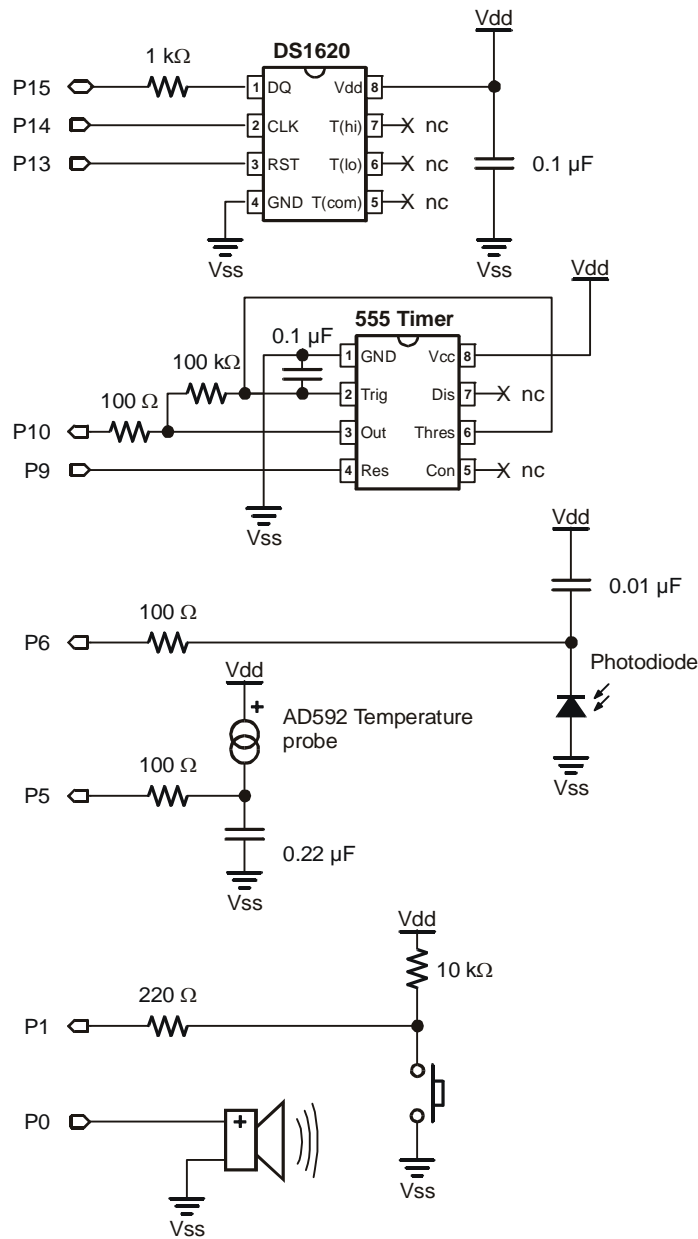 Vdd
DS1620
1 kΩ
P15
1 DQ Vdd 8
P14
2 CLK T(hi) 7 X nc
P13
3 RST T(lo) 6 X nc
0.1 µF
4 GND T(com) 5 X nc
Vss
Vss
Vdd
555 Timer
0.1 µF
1 GND Vcc 8
100 kΩ
2 Trig Dis 7 X nc
100 Ω
P10
3 Out Thres 6
P9
4 Res Con 5 X nc
Vss
Vdd
0.01 µF
100 Ω
P6
Photodiode
Vdd
+
AD592 Temperature
probe
100 Ω
P5
Vss
0.22 µF
Vss
Vdd
10 kΩ
220 Ω
P1
P0
+
Vss
Vss